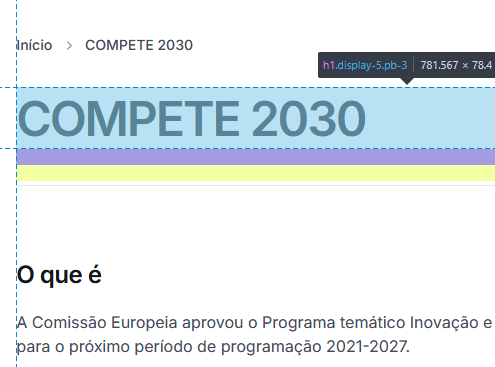 Início > COMPETE 2030
h1.display-5.pb-3 781.567 × 78.4
COMPETE 2030
O que é
A Comissão Europeia aprovou o Programa temático Inovação e
para o próximo período de programação 2021-2027.